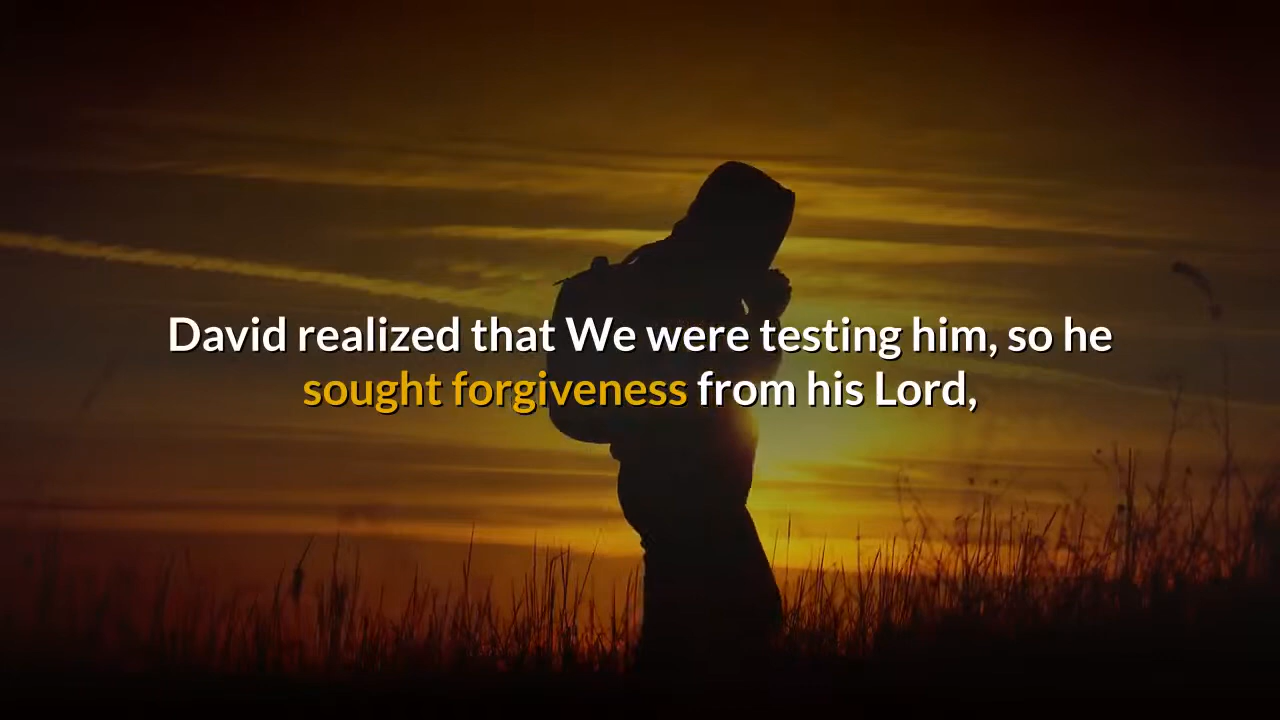 David realized that We were testing him, so he
sought forgiveness from his Lord,